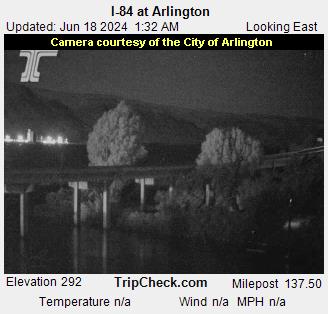 I-84 at Arlington
Updated: Jun 18 2024 1:32 AM Looking East
Camera courtesy of the City of Arlington
Elevation 292 TripCheck.com Milepost 137.50
Temperature n/a Wind n/a MPH n/a